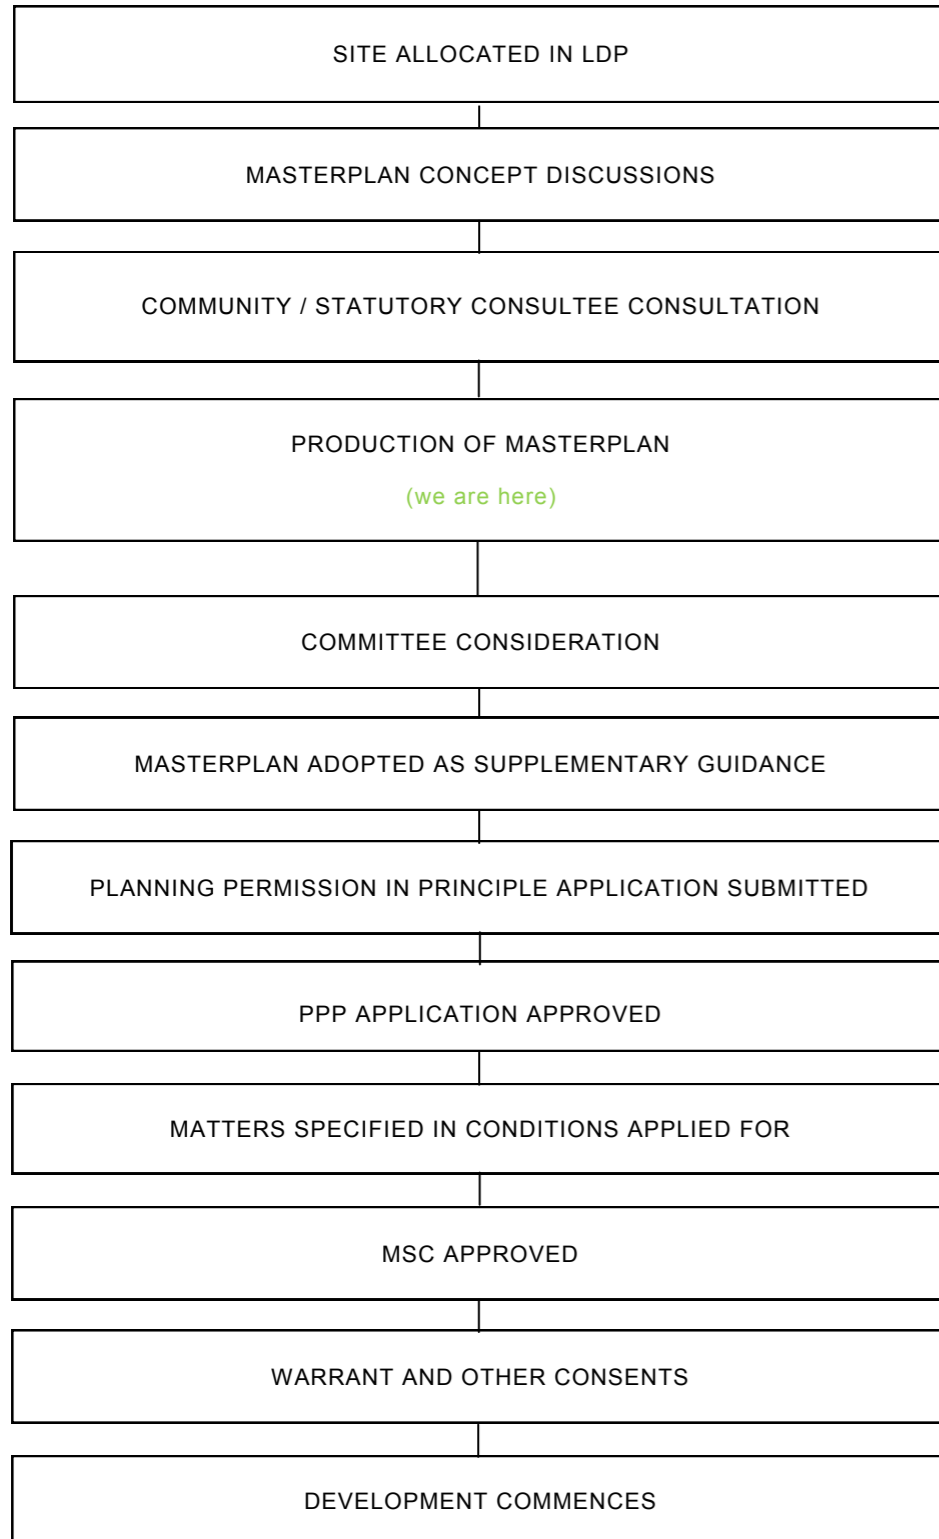 SITE ALLOCATED IN LDP
MASTERPLAN CONCEPT DISCUSSIONS
COMMUNITY / STATUTORY CONSULTEE CONSULTATION
PRODUCTION OF MASTERPLAN
(we are here)
COMMITTEE CONSIDERATION
MASTERPLAN ADOPTED AS SUPPLEMENTARY GUIDANCE
PLANNING PERMISSION IN PRINCIPLE APPLICATION SUBMITTED
PPP APPLICATION APPROVED
MATTERS SPECIFIED IN CONDITIONS APPLIED FOR
MSC APPROVED
WARRANT AND OTHER CONSENTS
DEVELOPMENT COMMENCES